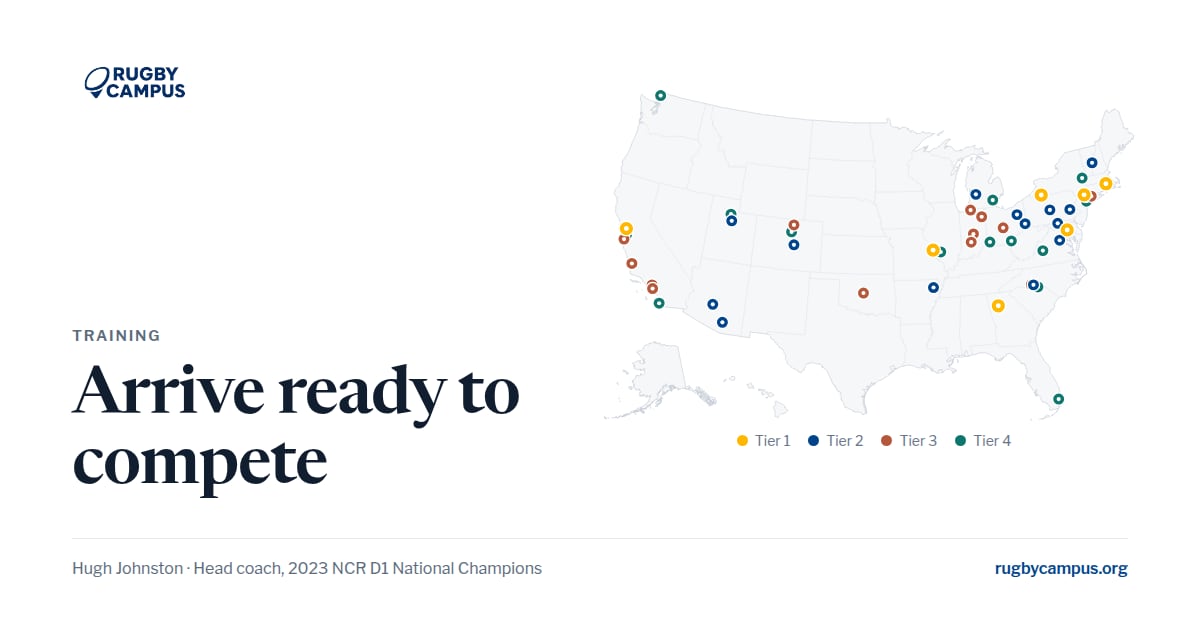 RUGBY
CAMPUS
TRAINING
Arrive ready to
compete
Tier 1 Tier 2 Tier 3 Tier 4
Hugh Johnston · Head coach, 2023 NCR D1 National Champions
rugbycampus.org